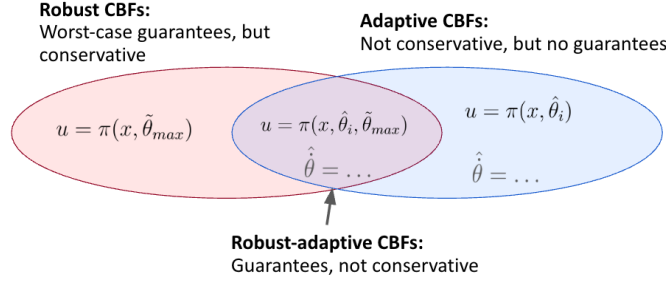 Robust CBFs:
Worst-case guarantees, but
conservative
Adaptive CBFs:
Not conservative, but no guarantees
u = π(x, θ̃_max)
u = π(x, θ̂_i, θ̃_max)
θ̂̇ = …
u = π(x, θ̂_i)
θ̂̇ = …
Robust-adaptive CBFs:
Guarantees, not conservative